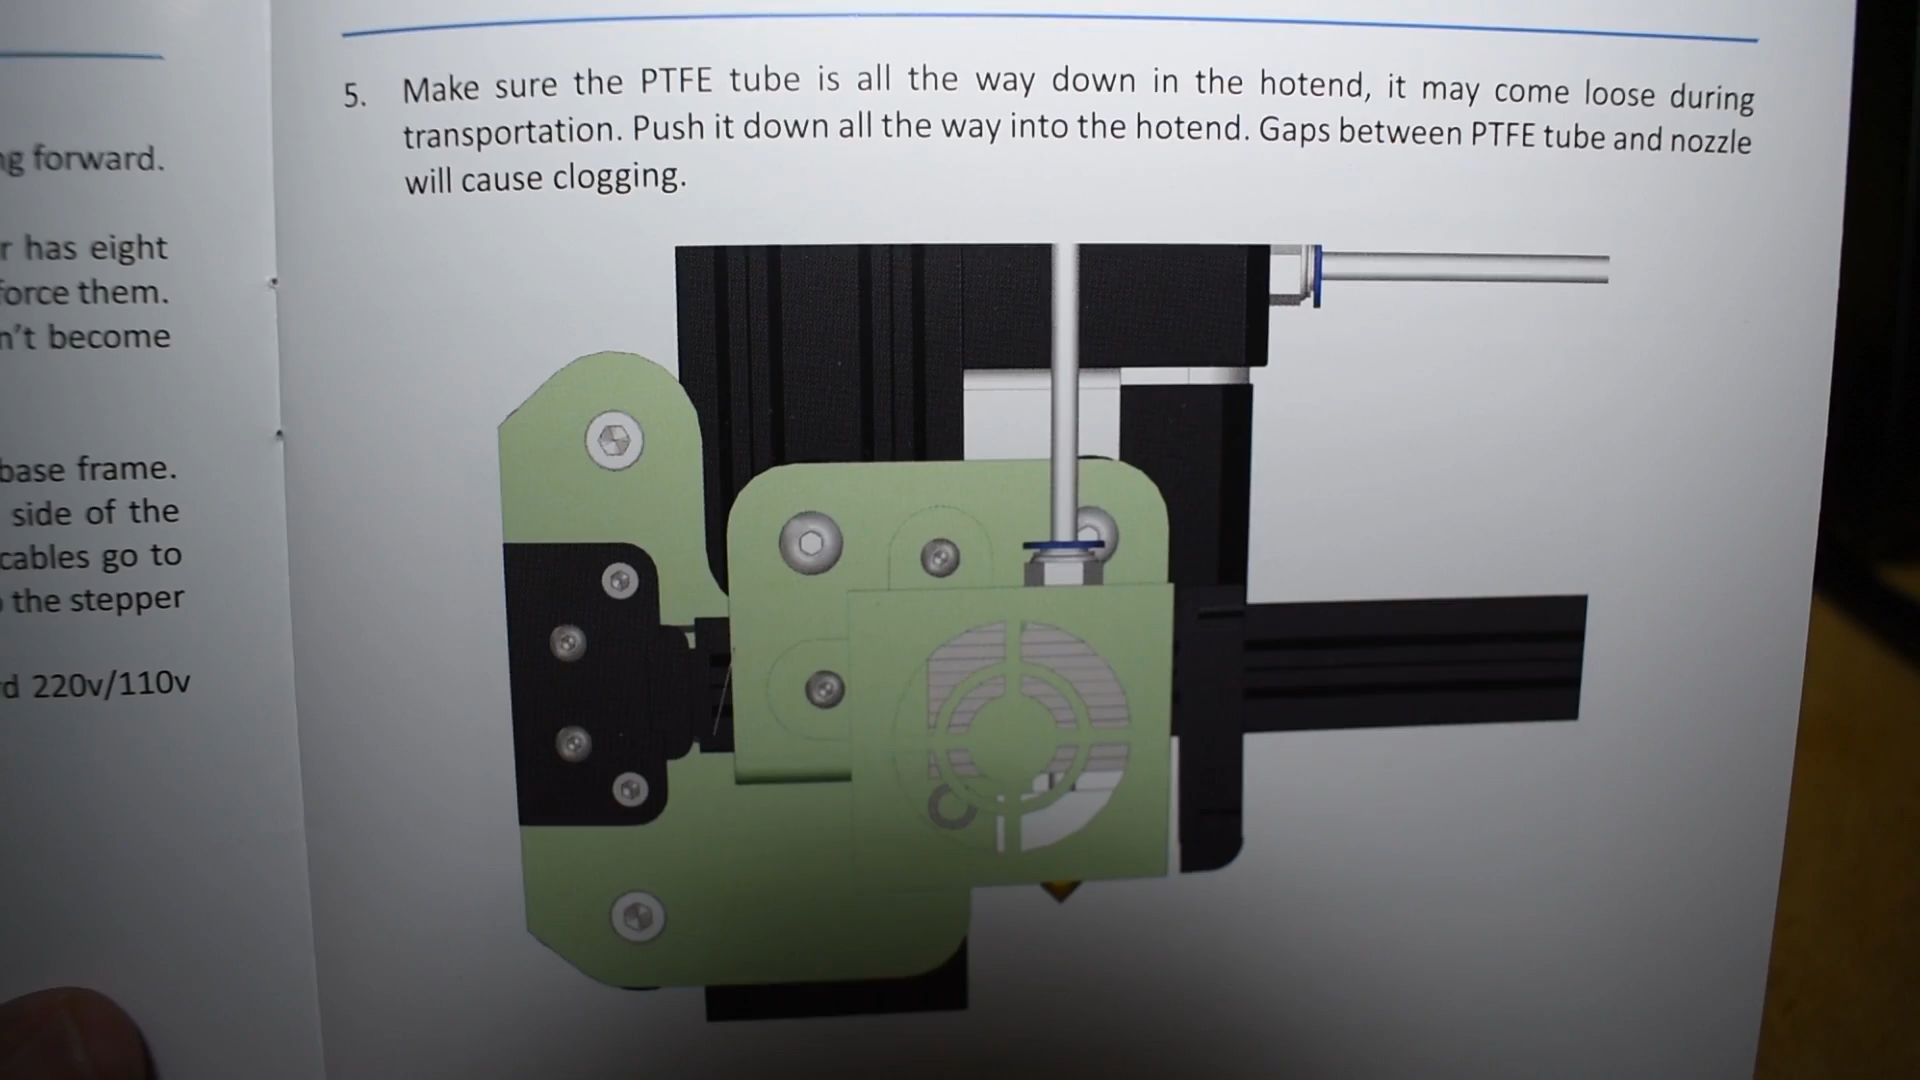 ng forward.
r has eight
force them.
n't become
base frame.
side of the
cables go to
the stepper
d 220v/110v
5. Make sure the PTFE tube is all the way down in the hotend, it may come loose during
transportation. Push it down all the way into the hotend. Gaps between PTFE tube and nozzle
will cause clogging.